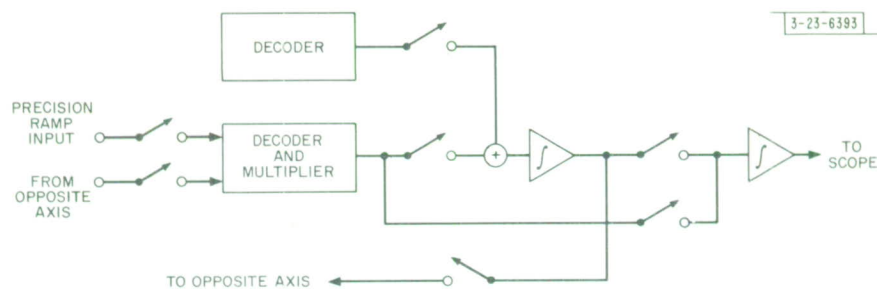 3-23-6393
DECODER
PRECISION
RAMP
INPUT
DECODER
AND
MULTIPLIER
+
∫
∫
TO
SCOPE
FROM
OPPOSITE
AXIS
TO OPPOSITE AXIS